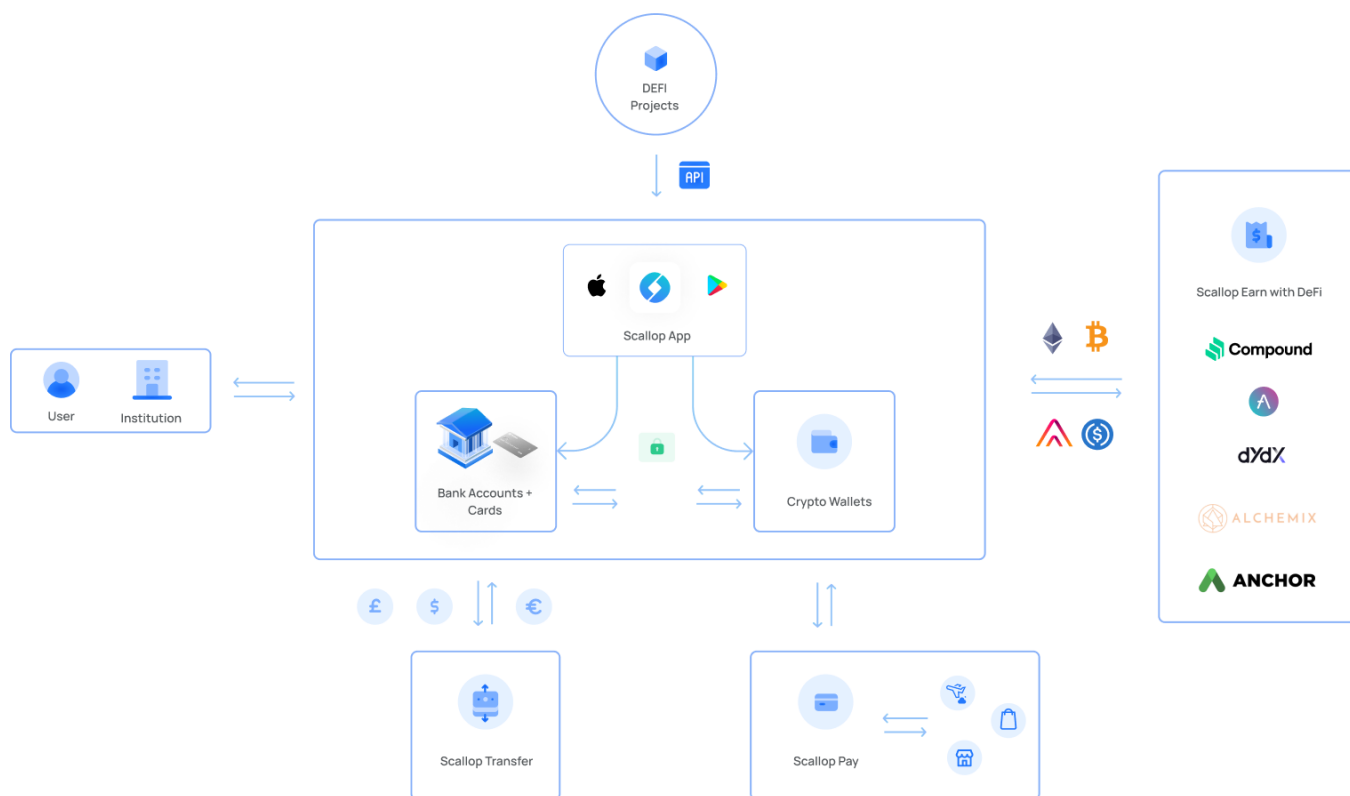 DEFI
Projects
API
Scallop App
User
Institution
Bank Accounts +
Cards
Crypto Wallets
Scallop Earn with DeFi
Compound
dYdX
ALCHEMIX
ANCHOR
£
$
€
Scallop Transfer
Scallop Pay